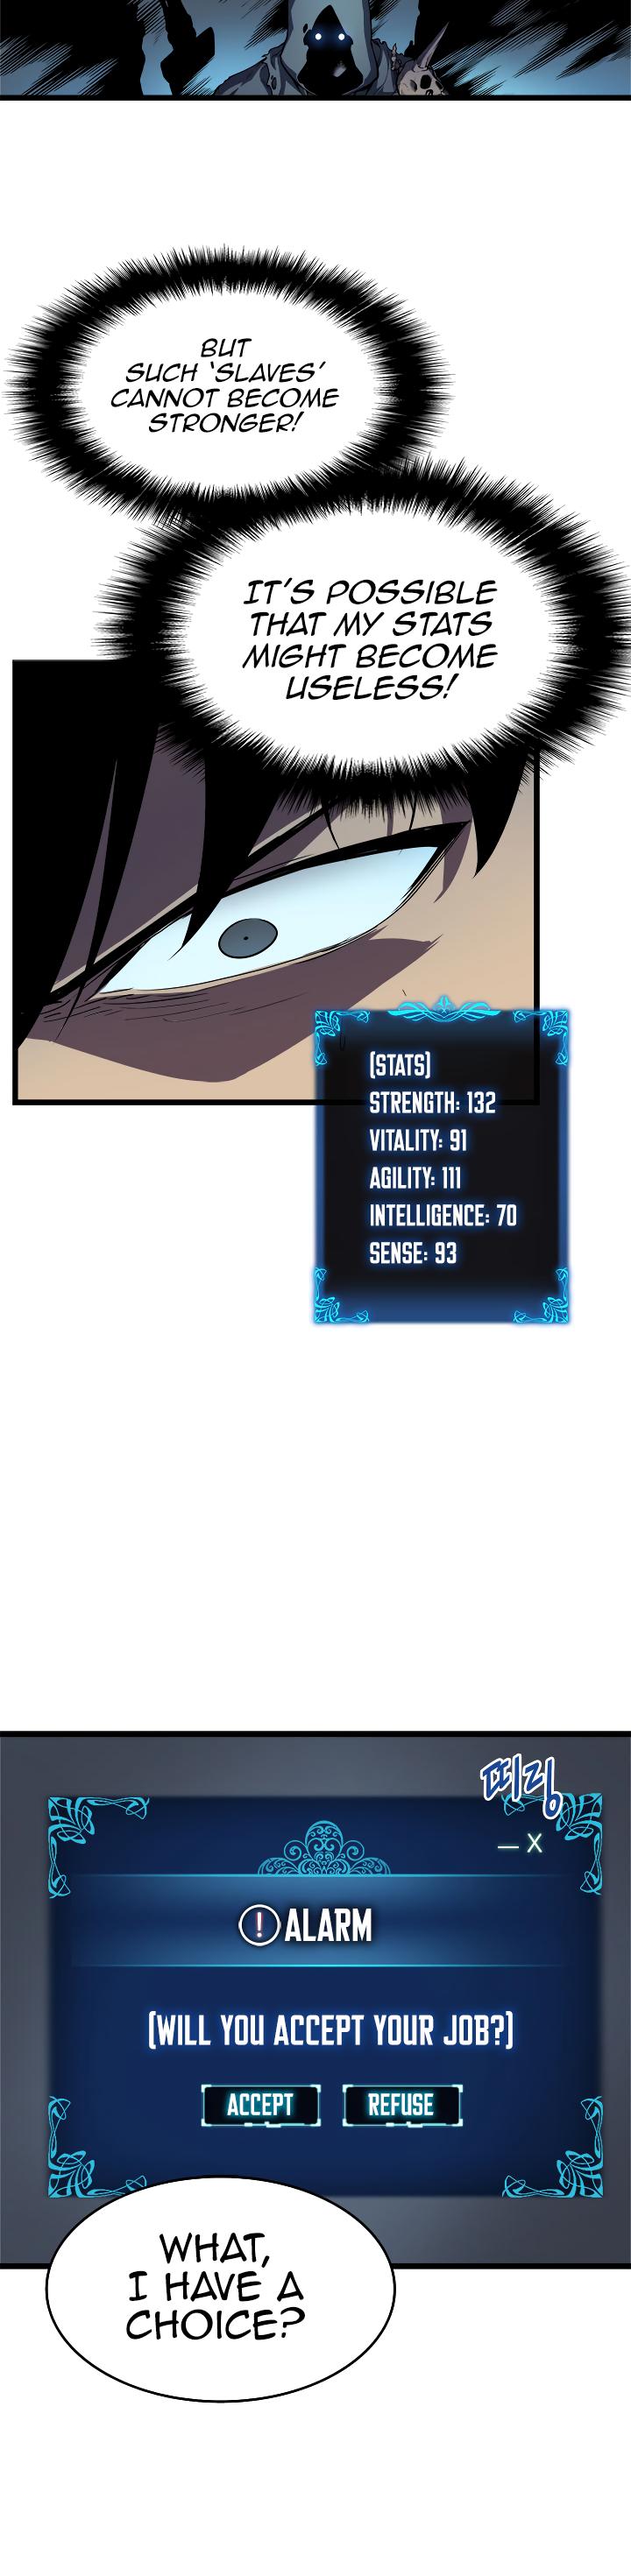 BUT
SUCH 'SLAVES'
CANNOT BECOME
STRONGER!
IT'S POSSIBLE
THAT MY STATS
MIGHT BECOME
USELESS!
(STATS)
STRENGTH: 132
VITALITY: 91
AGILITY: 111
INTELLIGENCE: 70
SENSE: 93
띠링
— X
! ALARM
(WILL YOU ACCEPT YOUR JOB?)
ACCEPT REFUSE
WHAT,
I HAVE A
CHOICE?